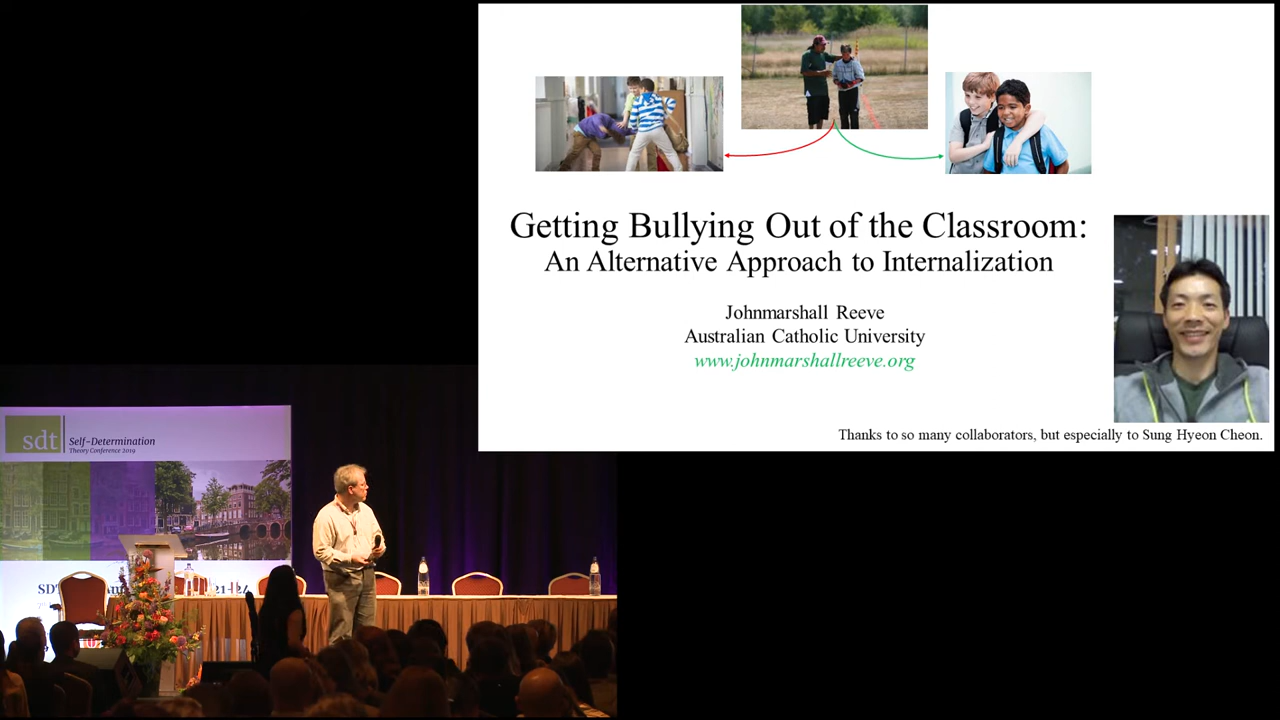 Getting Bullying Out of the Classroom:
An Alternative Approach to Internalization
Johnmarshall Reeve
Australian Catholic University
www.johnmarshallreeve.org
Thanks to so many collaborators, but especially to Sung Hyeon Cheon.
sdt
Self-Determination
Theory Conference 2019